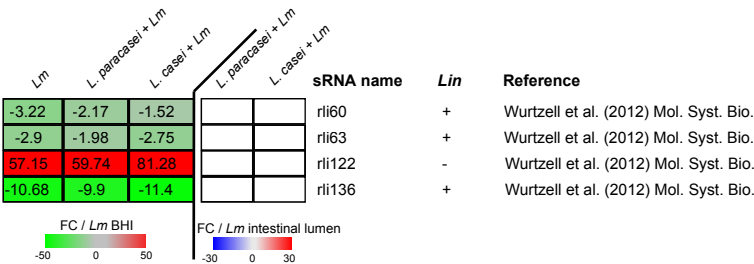 Lm
L. paracasei + Lm
L. casei + Lm
L. paracasei + Lm
L. casei + Lm
sRNA name Lin Reference
-3.22 -2.17 -1.52 rli60 + Wurtzell et al. (2012) Mol. Syst. Bio.
-2.9 -1.98 -2.75 rli63 + Wurtzell et al. (2012) Mol. Syst. Bio.
57.15 59.74 81.28 rli122 - Wurtzell et al. (2012) Mol. Syst. Bio.
-10.68 -9.9 -11.4 rli136 + Wurtzell et al. (2012) Mol. Syst. Bio.
FC / Lm BHI
-50 0 50
FC / Lm intestinal lumen
-30 0 30